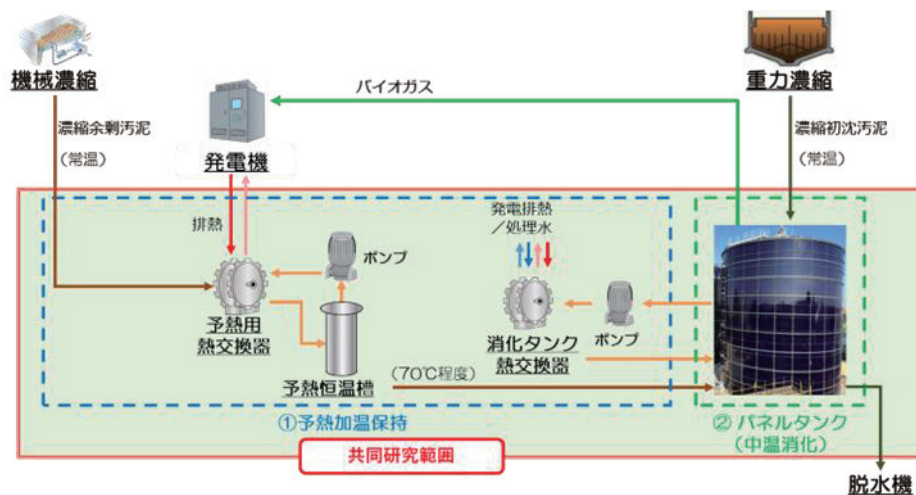 機械濃縮
重力濃縮
バイオガス
濃縮余剰汚泥
（常温）
発電機
濃縮初沈汚泥
（常温）
排熱
ポンプ
発電排熱
／処理水
予熱用
熱交換器
消化タンク
熱交換器
ポンプ
予熱恒温槽
（70℃程度）
①予熱加温保持
② パネルタンク
（中温消化）
共同研究範囲
脱水機